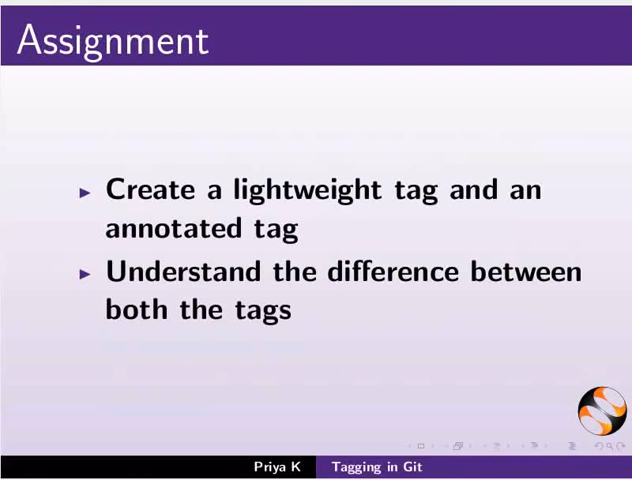 Assignment
Create a lightweight tag and an
annotated tag
Understand the difference between
both the tags
Priya K Tagging in Git